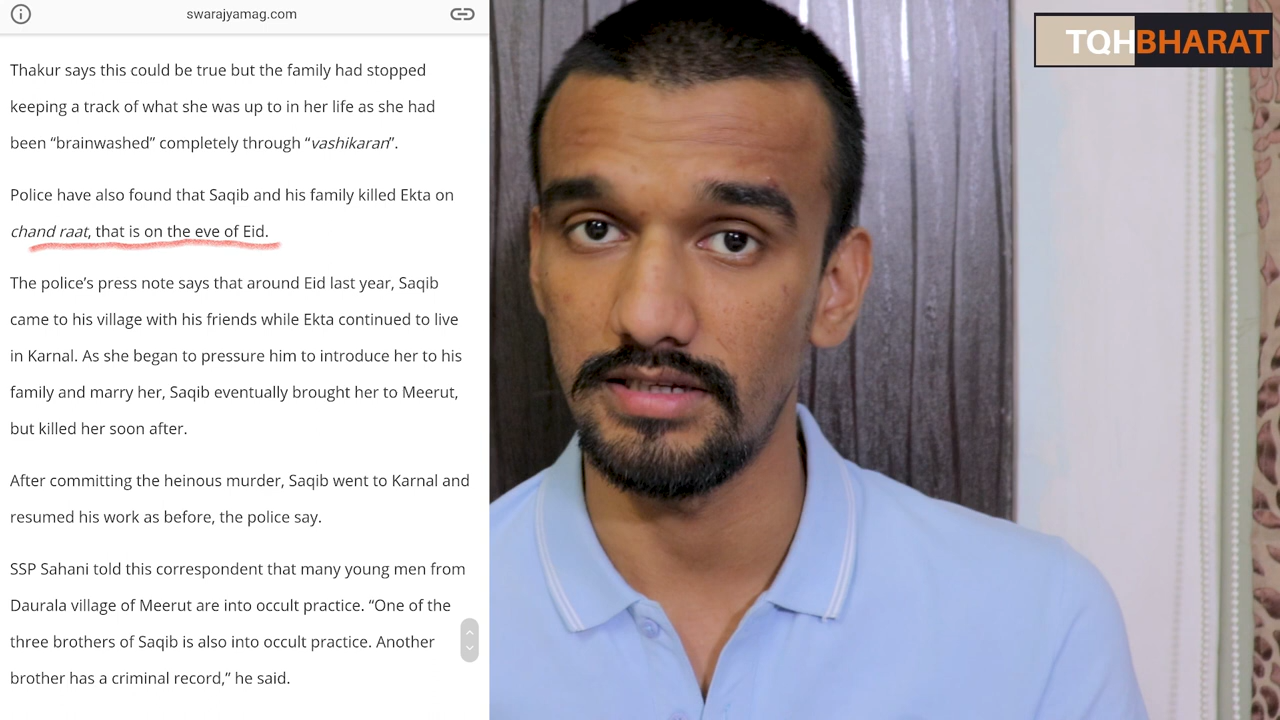 swarajyamag.com
TQHBHARAT
Thakur says this could be true but the family had stopped
keeping a track of what she was up to in her life as she had
been “brainwashed” completely through “vashikaran”.
Police have also found that Saqib and his family killed Ekta on
chand raat, that is on the eve of Eid.
The police’s press note says that around Eid last year, Saqib
came to his village with his friends while Ekta continued to live
in Karnal. As she began to pressure him to introduce her to his
family and marry her, Saqib eventually brought her to Meerut,
but killed her soon after.
After committing the heinous murder, Saqib went to Karnal and
resumed his work as before, the police say.
SSP Sahani told this correspondent that many young men from
Daurala village of Meerut are into occult practice. “One of the
three brothers of Saqib is also into occult practice. Another
brother has a criminal record,” he said.